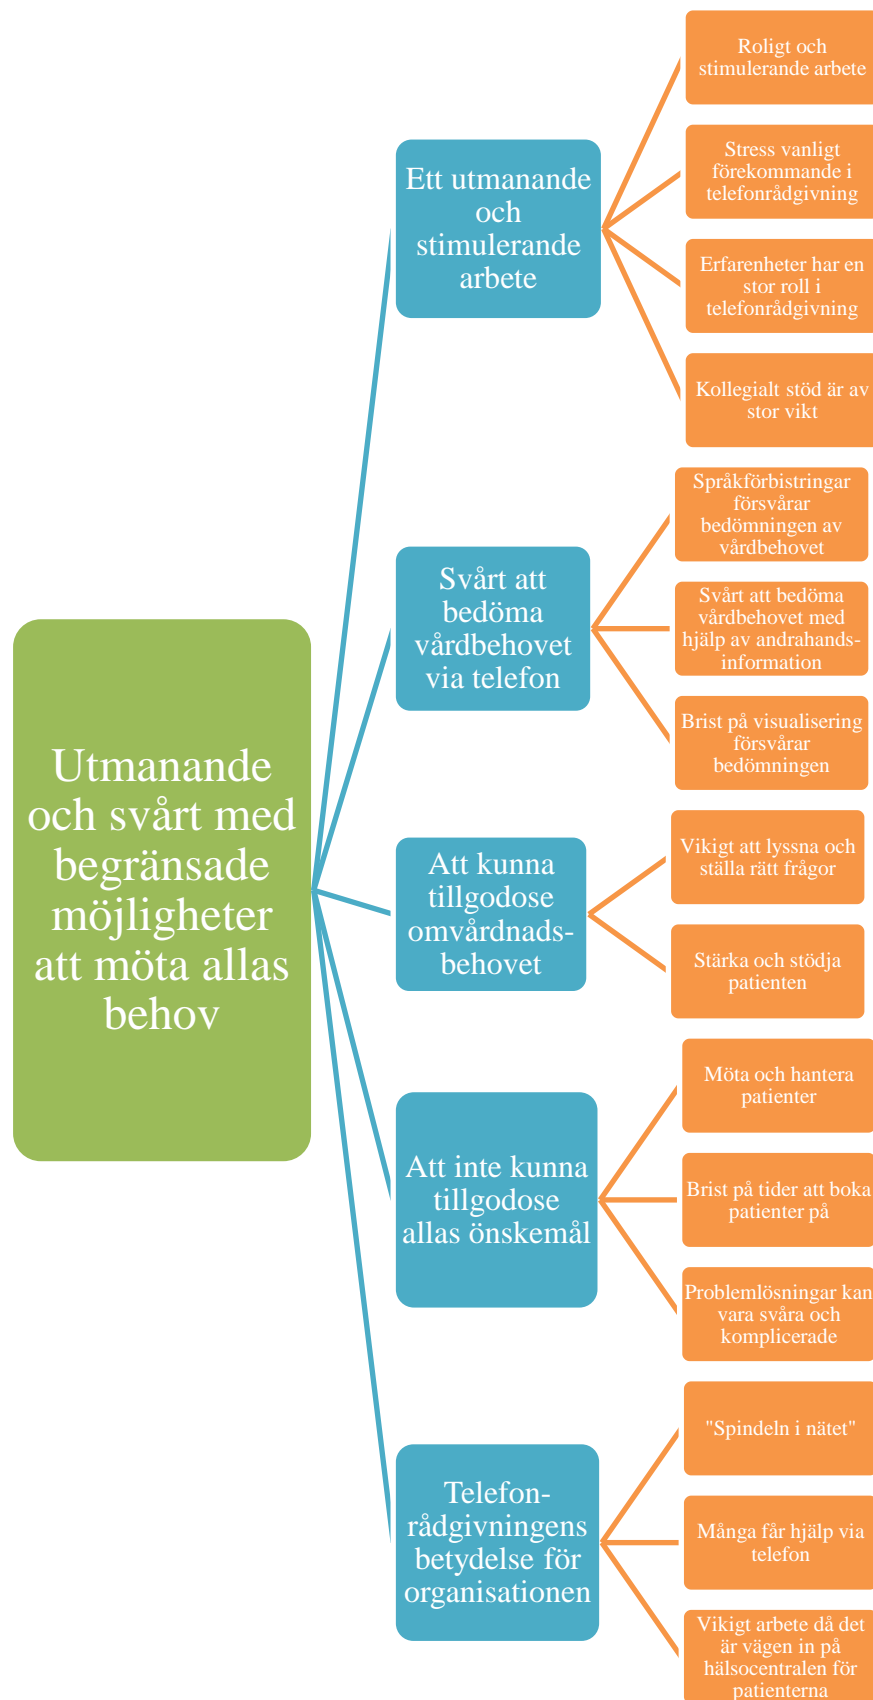 Utmanande
och svårt med
begränsade
möjligheter
att möta allas
behov
Ett utmanande
och
stimulerande
arbete
Roligt och
stimulerande arbete
Stress vanligt
förekommande i
telefonrådgivning
Erfarenheter har en
stor roll i
telefonrådgivning
Kollegialt stöd är av
stor vikt
Svårt att
bedöma
vårdbehovet
via telefon
Språkförbistringar
försvårar
bedömningen av
vårdbehovet
Svårt att bedöma
vårdbehovet med
hjälp av andrahands-
information
Brist på visualisering
försvårar
bedömningen
Att kunna
tillgodose
omvårdnads-
behovet
Vikigt att lyssna och
ställa rätt frågor
Stärka och stödja
patienten
Att inte kunna
tillgodose
allas önskemål
Möta och hantera
patienter
Brist på tider att boka
patienter på
Problemlösningar kan
vara svåra och
komplicerade
Telefon-
rådgivningens
betydelse för
organisationen
"Spindeln i nätet"
Många får hjälp via
telefon
Vikigt arbete då det
är vägen in på
hälsocentralen för
patienterna